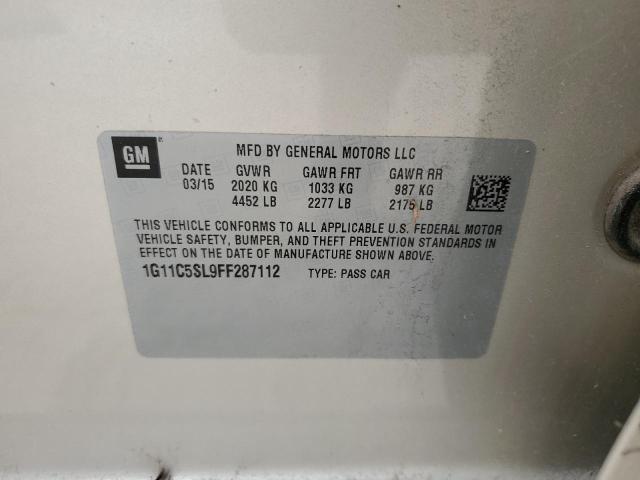 GM
MFD BY GENERAL MOTORS LLC
DATE GVWR GAWR FRT GAWR RR
03/15 2020 KG 1033 KG 987 KG
4452 LB 2277 LB 2175 LB
THIS VEHICLE CONFORMS TO ALL APPLICABLE U.S. FEDERAL MOTOR
VEHICLE SAFETY, BUMPER, AND THEFT PREVENTION STANDARDS IN
EFFECT ON THE DATE OF MANUFACTURE SHOWN ABOVE.
1G11C5SL9FF287112 TYPE: PASS CAR